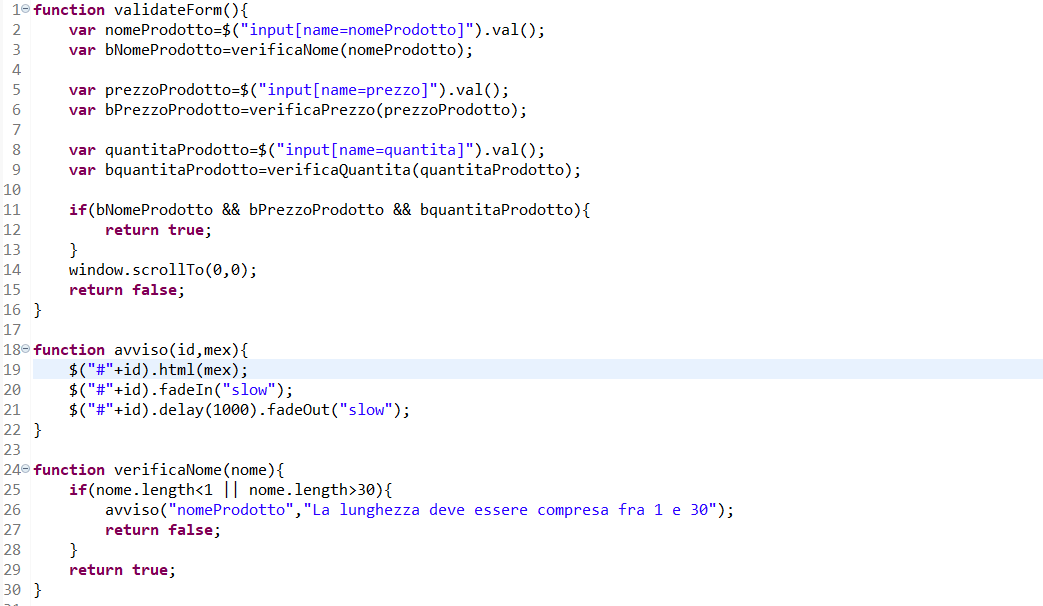 1 function validateForm(){
2     var nomeProdotto=$("input[name=nomeProdotto]").val();
3     var bNomeProdotto=verificaNome(nomeProdotto);
4
5     var prezzoProdotto=$("input[name=prezzo]").val();
6     var bPrezzoProdotto=verificaPrezzo(prezzoProdotto);
7
8     var quantitaProdotto=$("input[name=quantita]").val();
9     var bquantitaProdotto=verificaQuantita(quantitaProdotto);
10
11     if(bNomeProdotto && bPrezzoProdotto && bquantitaProdotto){
12         return true;
13     }
14     window.scrollTo(0,0);
15     return false;
16 }
17
18 function avviso(id,mex){
19     $("#"+id).html(mex);
20     $("#"+id).fadeIn("slow");
21     $("#"+id).delay(1000).fadeOut("slow");
22 }
23
24 function verificaNome(nome){
25     if(nome.length<1 || nome.length>30){
26         avviso("nomeProdotto","La lunghezza deve essere compresa fra 1 e 30");
27         return false;
28     }
29     return true;
30 }